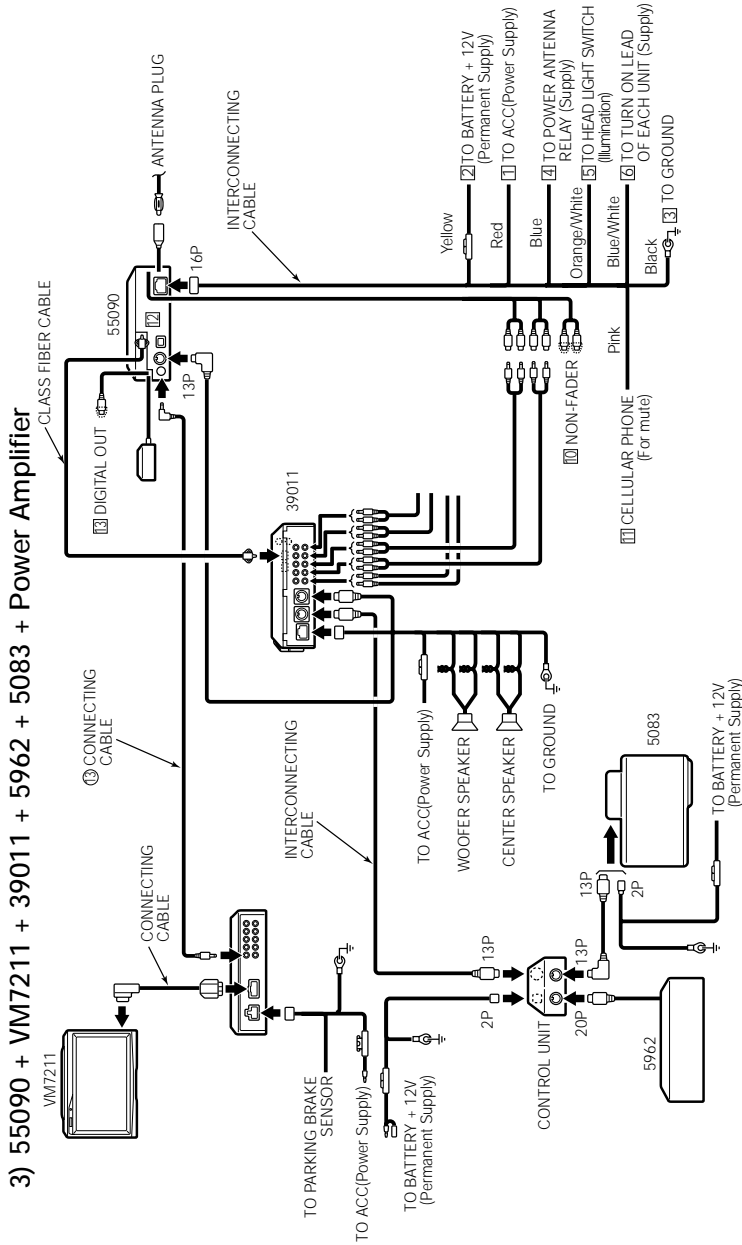 3) 55090 + VM7211 + 39011 + 5962 + 5083 + Power Amplifier
VM7211
CONNECTING
CABLE
⑬ CONNECTING
CABLE
CLASS FIBER CABLE
13 DIGITAL OUT
55090
12
13P
16P
ANTENNA PLUG
INTERCONNECTING
CABLE
39011
INTERCONNECTING
CABLE
Yellow
2 TO BATTERY + 12V
(Permanent Supply)
Red
1 TO ACC(Power Supply)
Blue
4 TO POWER ANTENNA
RELAY (Supply)
Orange/White
5 TO HEAD LIGHT SWITCH
(Illumination)
Blue/White
6 TO TURN ON LEAD
OF EACH UNIT (Supply)
Black
3 TO GROUND
Pink
10 NON-FADER
11 CELLULAR PHONE
(For mute)
TO PARKING BRAKE
SENSOR
TO ACC(Power Supply)
TO BATTERY + 12V
(Permanent Supply)
TO ACC(Power Supply)
WOOFER SPEAKER
CENTER SPEAKER
TO GROUND
2P
13P
CONTROL UNIT
20P
13P
5962
13P
2P
5083
TO BATTERY + 12V
(Permanent Supply)